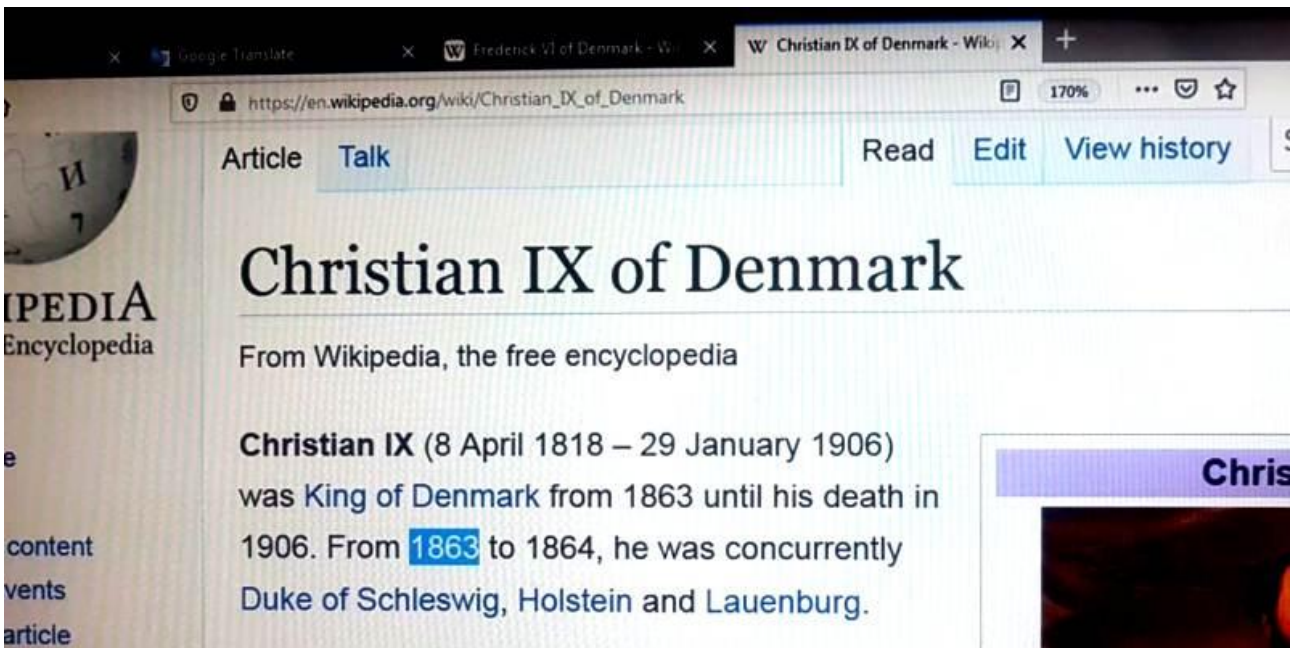 Google Translate
Frederick VI of Denmark - Wi
Christian IX of Denmark - Wikip
https://en.wikipedia.org/wiki/Christian_IX_of_Denmark 170%
Article Talk Read Edit View history
И
7
Christian IX of Denmark
IPEDIA
Encyclopedia
From Wikipedia, the free encyclopedia
Christian IX (8 April 1818 – 29 January 1906)
was King of Denmark from 1863 until his death in
1906. From 1863 to 1864, he was concurrently
Duke of Schleswig, Holstein and Lauenburg.
Chris
e
content
vents
article